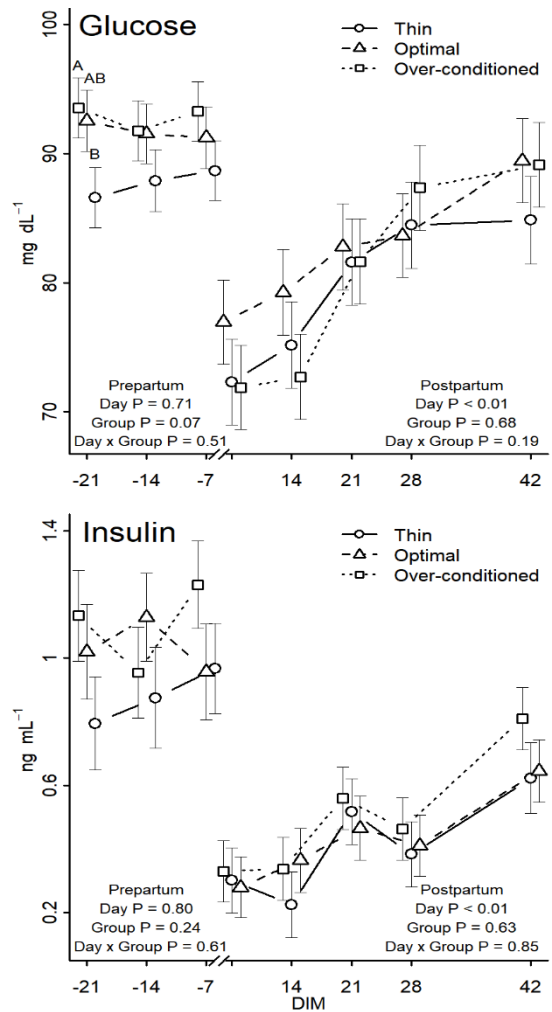 Glucose
Thin
Optimal
Over-conditioned
A
AB
B
mg dL⁻¹
100
90
80
70
Prepartum
Day P = 0.71
Group P = 0.07
Day x Group P = 0.51
Postpartum
Day P < 0.01
Group P = 0.68
Day x Group P = 0.19
-21 -14 -7 14 21 28 42
Insulin
Thin
Optimal
Over-conditioned
ng mL⁻¹
1.4
1
0.6
0.2
Prepartum
Day P = 0.80
Group P = 0.24
Day x Group P = 0.61
Postpartum
Day P < 0.01
Group P = 0.63
Day x Group P = 0.85
-21 -14 -7 14 21 28 42
DIM